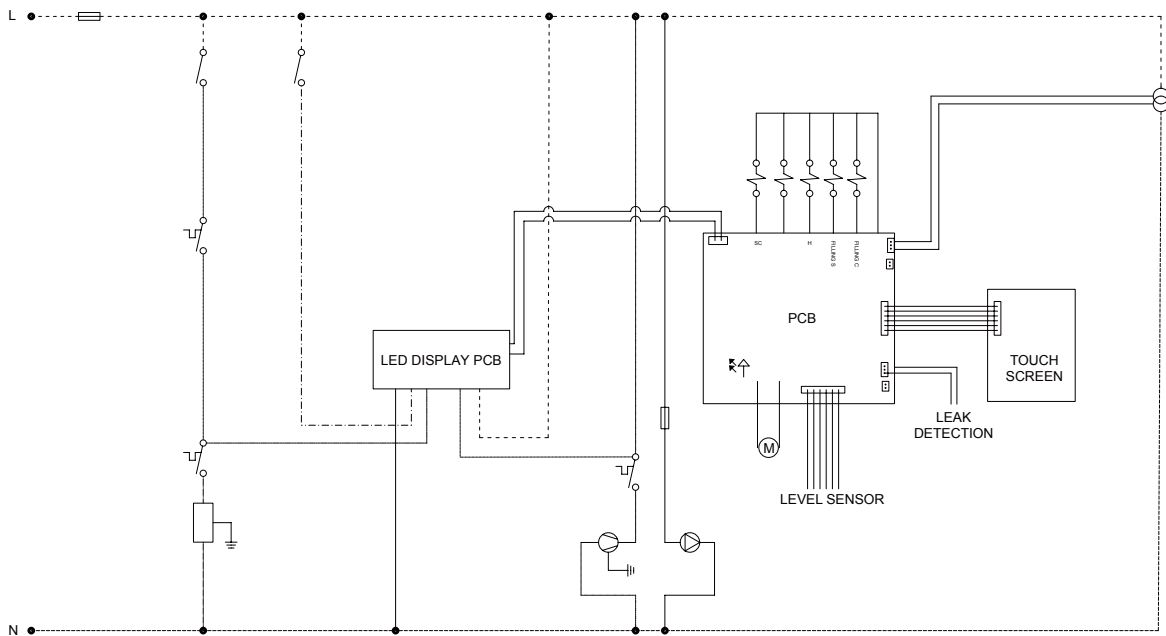 L
SC
H
FILLING S
FILLING C
PCB
LED DISPLAY PCB
TOUCH
SCREEN
LEAK
DETECTION
M
LEVEL SENSOR
N